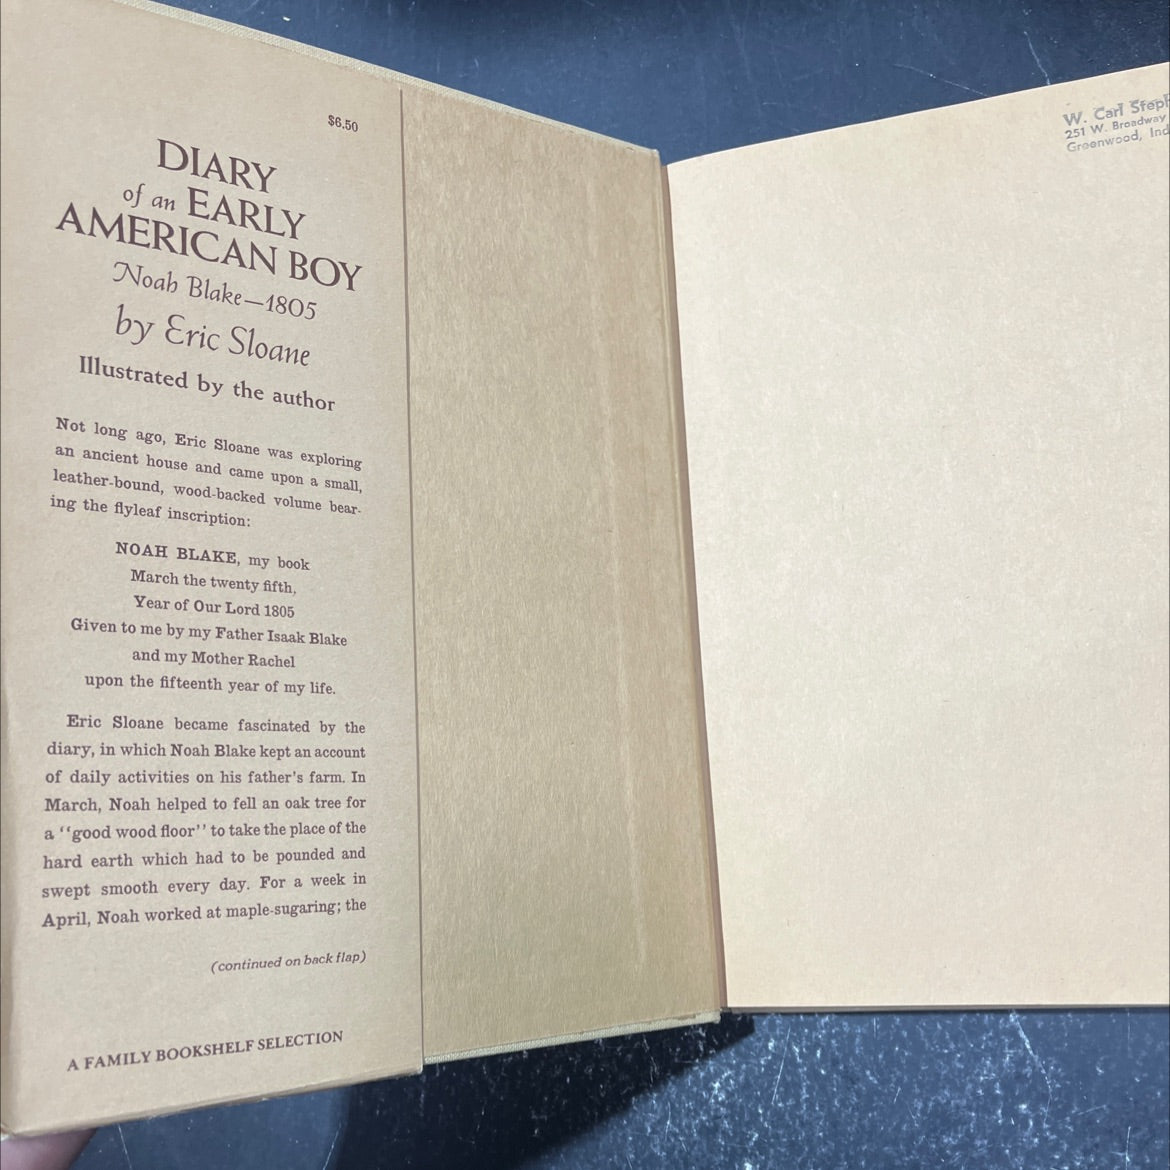 $6.50
DIARY
of an EARLY
AMERICAN BOY
Noah Blake—1805
by Eric Sloane
Illustrated by the author
Not long ago, Eric Sloane was exploring
an ancient house and came upon a small,
leather-bound, wood-backed volume bear-
ing the flyleaf inscription:
NOAH BLAKE, my book
March the twenty fifth,
Year of Our Lord 1805
Given to me by my Father Isaak Blake
and my Mother Rachel
upon the fifteenth year of my life.
Eric Sloane became fascinated by the
diary, in which Noah Blake kept an account
of daily activities on his father's farm. In
March, Noah helped to fell an oak tree for
a ''good wood floor'' to take the place of the
hard earth which had to be pounded and
swept smooth every day. For a week in
April, Noah worked at maple-sugaring; the
(continued on back flap)
A FAMILY BOOKSHELF SELECTION
W. Carl
251 W. Broadway
Greenwood, Ind